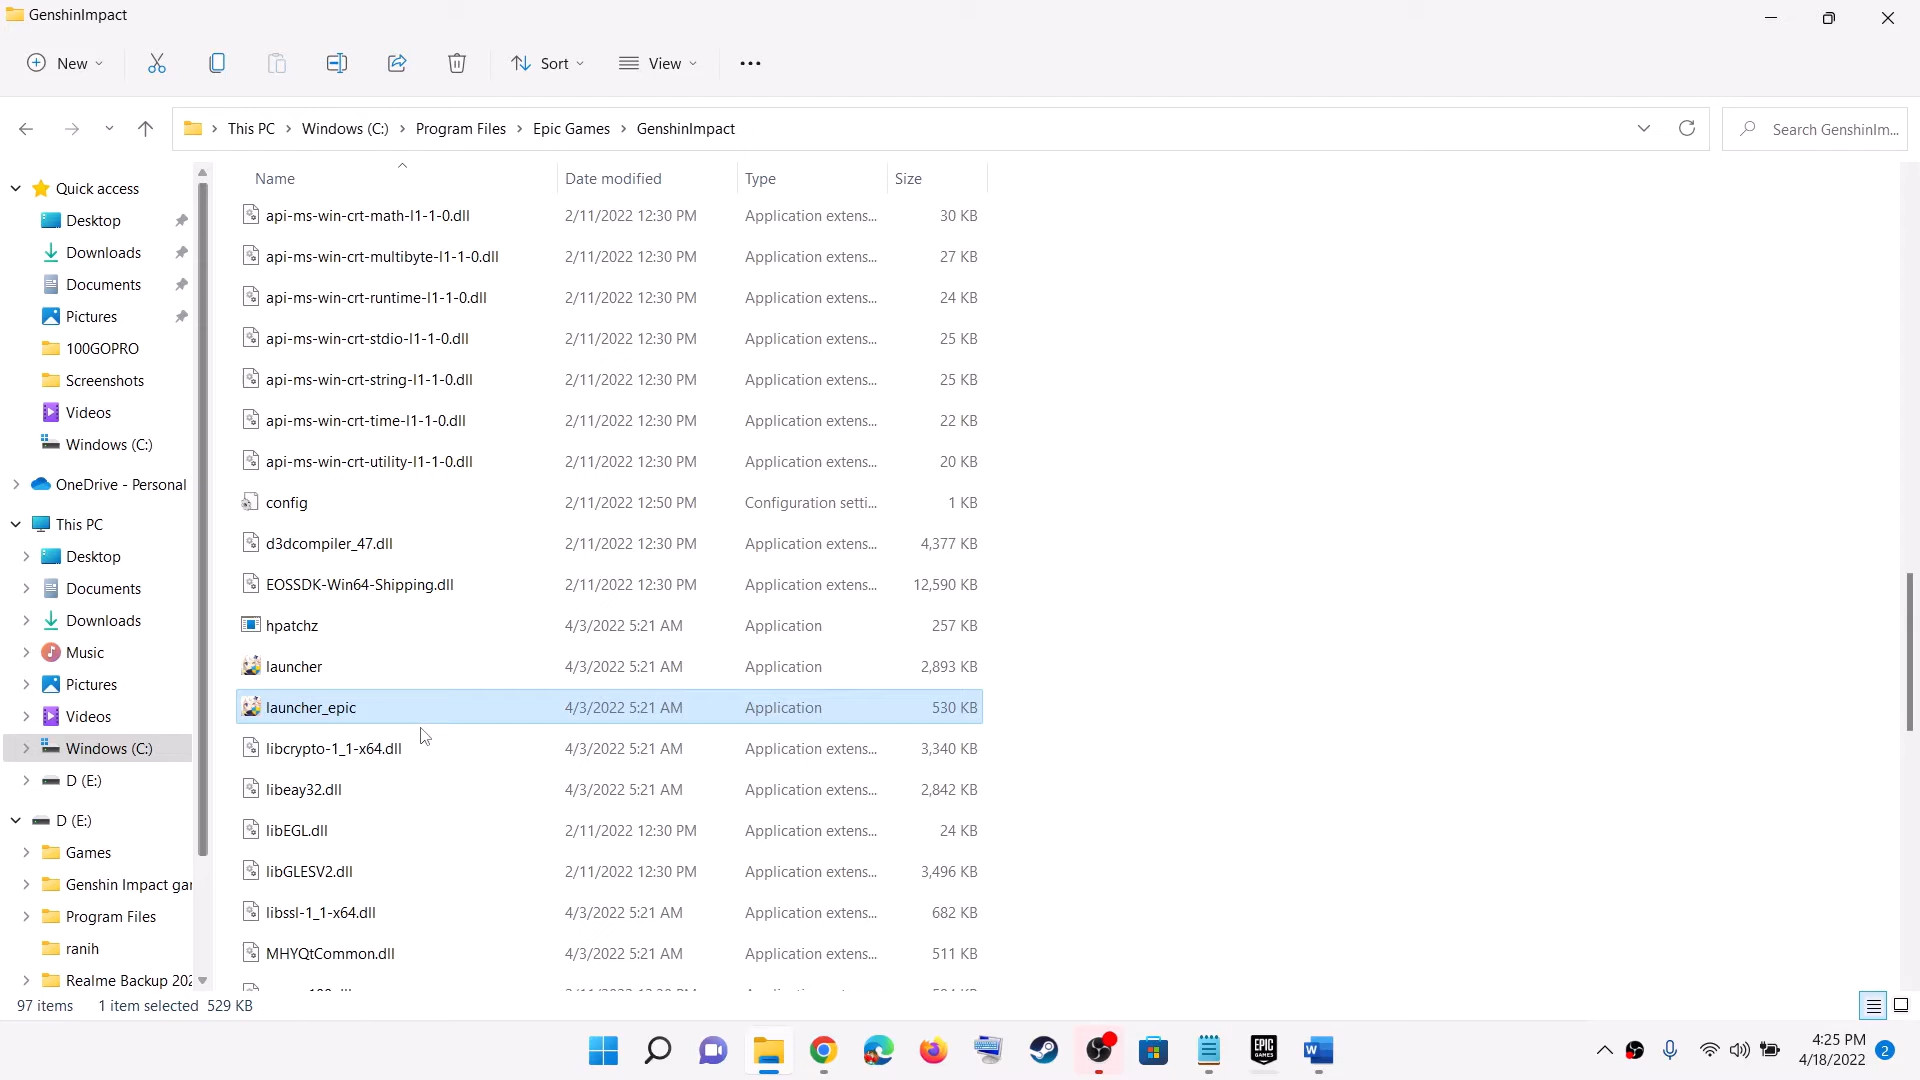 GenshinImpact
New
Sort
View
This PC > Windows (C:) > Program Files > Epic Games > GenshinImpact
Search GenshinIm...
Name Date modified Type Size
api-ms-win-crt-math-l1-1-0.dll 2/11/2022 12:30 PM Application extens... 30 KB
api-ms-win-crt-multibyte-l1-1-0.dll 2/11/2022 12:30 PM Application extens... 27 KB
api-ms-win-crt-runtime-l1-1-0.dll 2/11/2022 12:30 PM Application extens... 24 KB
api-ms-win-crt-stdio-l1-1-0.dll 2/11/2022 12:30 PM Application extens... 25 KB
api-ms-win-crt-string-l1-1-0.dll 2/11/2022 12:30 PM Application extens... 25 KB
api-ms-win-crt-time-l1-1-0.dll 2/11/2022 12:30 PM Application extens... 22 KB
api-ms-win-crt-utility-l1-1-0.dll 2/11/2022 12:30 PM Application extens... 20 KB
config 2/11/2022 12:50 PM Configuration setti... 1 KB
d3dcompiler_47.dll 2/11/2022 12:30 PM Application extens... 4,377 KB
EOSSDK-Win64-Shipping.dll 2/11/2022 12:30 PM Application extens... 12,590 KB
hpatchz 4/3/2022 5:21 AM Application 257 KB
launcher 4/3/2022 5:21 AM Application 2,893 KB
launcher_epic 4/3/2022 5:21 AM Application 530 KB
libcrypto-1_1-x64.dll 4/3/2022 5:21 AM Application extens... 3,340 KB
libeay32.dll 4/3/2022 5:21 AM Application extens... 2,842 KB
libEGL.dll 2/11/2022 12:30 PM Application extens... 24 KB
libGLESV2.dll 2/11/2022 12:30 PM Application extens... 3,496 KB
libssl-1_1-x64.dll 4/3/2022 5:21 AM Application extens... 682 KB
MHYQtCommon.dll 4/3/2022 5:21 AM Application extens... 511 KB
Quick access
Desktop
Downloads
Documents
Pictures
100GOPRO
Screenshots
Videos
Windows (C:)
OneDrive - Personal
This PC
Desktop
Documents
Downloads
Music
Pictures
Videos
Windows (C:)
D (E:)
D (E:)
Games
Genshin Impact gar
Program Files
ranih
Realme Backup 202
97 items 1 item selected 529 KB
EPIC
GAMES
W
4:25 PM
4/18/2022
2